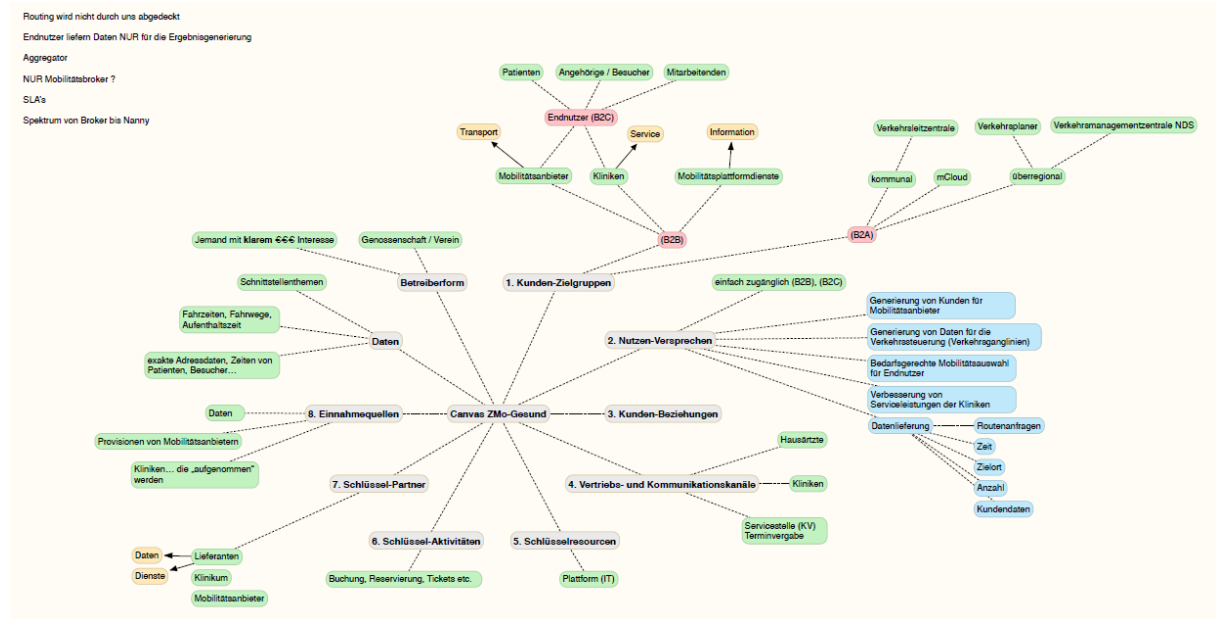 Routing wird nicht durch uns abgedeckt
Endnutzer liefern Daten NUR für die Ergebnisgenerierung
Aggregator
NUR Mobilitätsbroker ?
SLA's
Spektrum von Broker bis Nanny
Patienten
Angehörige / Besucher
Mitarbeitenden
Endnutzer (B2C)
Transport
Service
Information
Mobilitätsanbieter
Kliniken
Mobilitätsplattformdienste
(B2B)
Verkehrsleitzentrale
Verkehrsplaner
Verkehrsmanagementzentrale NDS
kommunal
mCloud
überregional
(B2A)
Jemand mit klarem €€€ Interesse
Genossenschaft / Verein
Betreiberform
1. Kunden-Zielgruppen
Schnittstellenthemen
Fahrzeiten, Fahrwege,
Aufenthaltszeit
Daten
exakte Adressdaten, Zeiten von
Patienten, Besucher…
einfach zugänglich (B2B), (B2C)
2. Nutzen-Versprechen
Generierung von Kunden für
Mobilitätsanbieter
Generierung von Daten für die
Verkehrssteuerung (Verkehrsganglinien)
Bedarfsgerechte Mobilitätsauswahl
für Endnutzer
Verbesserung von
Serviceleistungen der Kliniken
Datenlieferung
Routenanfragen
Zeit
Zielort
Anzahl
Kundendaten
Daten
8. Einnahmequellen
Canvas ZMo-Gesund
3. Kunden-Beziehungen
Provisionen von Mobilitätsanbietern
Kliniken… die „aufgenommen"
werden
Hausärtzte
7. Schlüssel-Partner
4. Vertriebs- und Kommunikationskanäle
Kliniken
Servicestelle (KV)
Terminvergabe
6. Schlüssel-Aktivitäten
5. Schlüsselresourcen
Daten
Lieferanten
Dienste
Klinikum
Mobilitätsanbieter
Buchung, Reservierung, Tickets etc.
Plattform (IT)